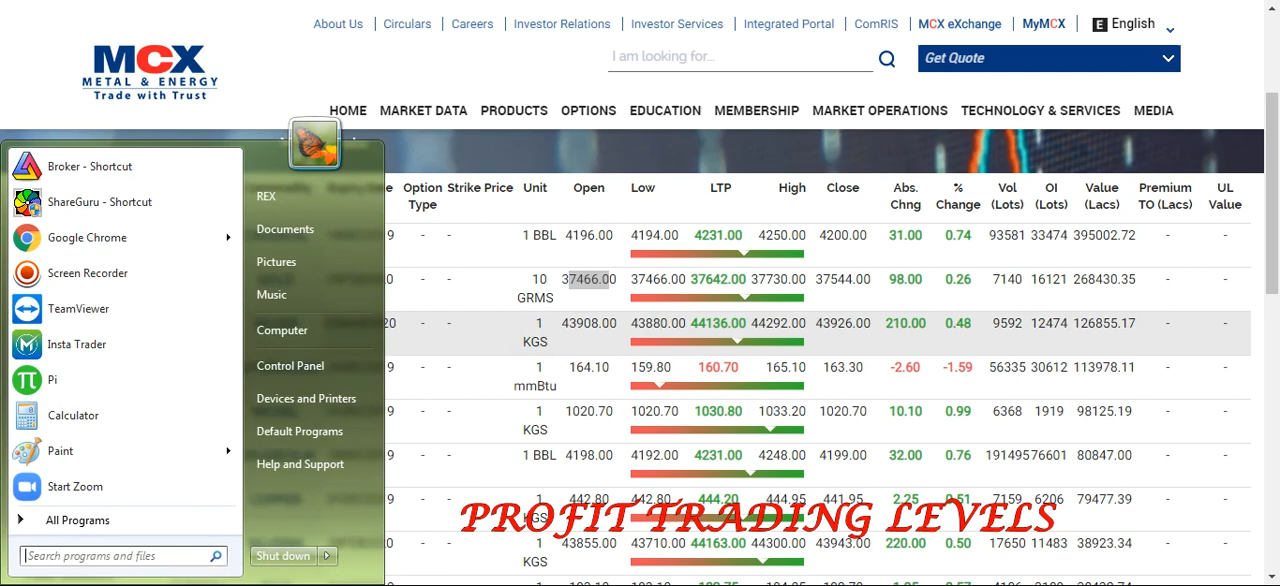 About Us Circulars Careers Investor Relations Investor Services Integrated Portal ComRIS MCX eXchange MyMCX E English
MCX
METAL & ENERGY
Trade with Trust
I am looking for...
Get Quote
HOME MARKET DATA PRODUCTS OPTIONS EDUCATION MEMBERSHIP MARKET OPERATIONS TECHNOLOGY & SERVICES MEDIA
Broker - Shortcut
ShareGuru - Shortcut
Google Chrome
Screen Recorder
TeamViewer
Insta Trader
Pi
Calculator
Paint
Start Zoom
All Programs
Search programs and files
REX
Documents
Pictures
Music
Computer
Control Panel
Devices and Printers
Default Programs
Help and Support
Shut down
Option Type Strike Price Unit Open Low LTP High Close Abs. Chng % Change Vol (Lots) OI (Lots) Value (Lacs) Premium TO (Lacs) UL Value
9 - - 1 BBL 4196.00 4194.00 4231.00 4250.00 4200.00 31.00 0.74 93581 33474 395002.72 - -
0 - - 10 GRMS 37466.00 37466.00 37642.00 37730.00 37544.00 98.00 0.26 7140 16121 268430.35 - -
20 - - 1 KGS 43908.00 43880.00 44136.00 44292.00 43926.00 210.00 0.48 9592 12474 126855.17 - -
9 - - 1 mmBtu 164.10 159.80 160.70 165.10 163.30 -2.60 -1.59 56335 30612 113978.11 - -
9 - - 1 KGS 1020.70 1020.70 1030.80 1033.20 1020.70 10.10 0.99 6368 1919 98125.19 - -
9 - - 1 BBL 4198.00 4192.00 4231.00 4248.00 4199.00 32.00 0.76 191495 76601 80847.00 - -
9 - - 1 KGS 442.80 442.80 444.20 444.95 441.95 2.25 0.51 7159 6206 79477.39 - -
PROFIT TRADING LEVELS
0 - - 1 KGS 43855.00 43710.00 44163.00 44300.00 43943.00 220.00 0.50 17650 11483 38923.34 - -